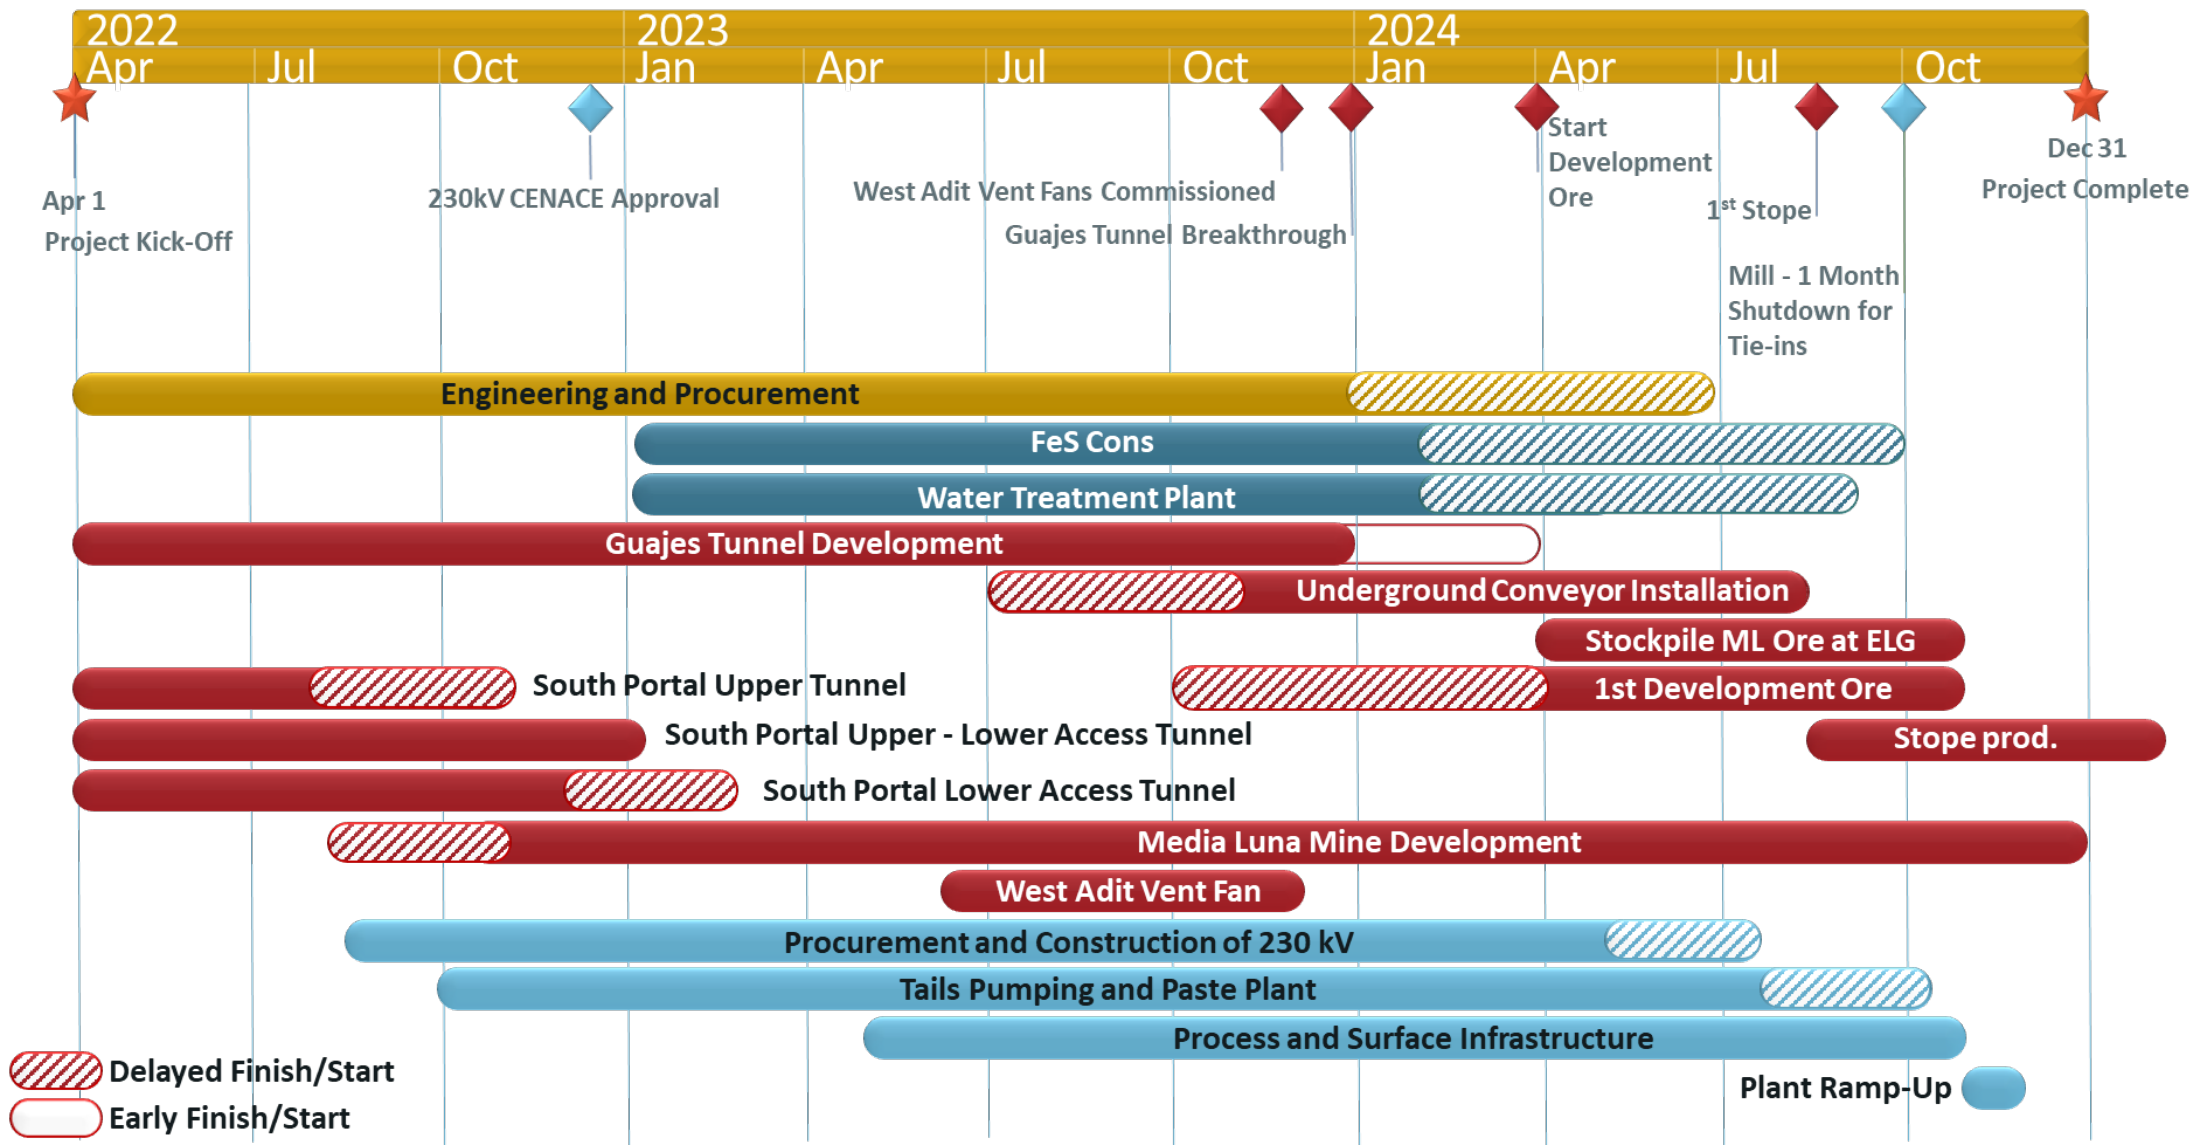 2022 2023 2024
Apr Jul Oct Jan Apr Jul Oct Jan Apr Jul Oct
Apr 1
Project Kick-Off
230kV CENACE Approval
West Adit Vent Fans Commissioned
Guajes Tunnel Breakthrough
Start
Development
Ore
1st Stope
Mill - 1 Month
Shutdown for
Tie-ins
Dec 31
Project Complete
Engineering and Procurement
FeS Cons
Water Treatment Plant
Guajes Tunnel Development
Underground Conveyor Installation
Stockpile ML Ore at ELG
South Portal Upper Tunnel
1st Development Ore
South Portal Upper - Lower Access Tunnel
Stope prod.
South Portal Lower Access Tunnel
Media Luna Mine Development
West Adit Vent Fan
Procurement and Construction of 230 kV
Tails Pumping and Paste Plant
Process and Surface Infrastructure
Plant Ramp-Up
Delayed Finish/Start
Early Finish/Start